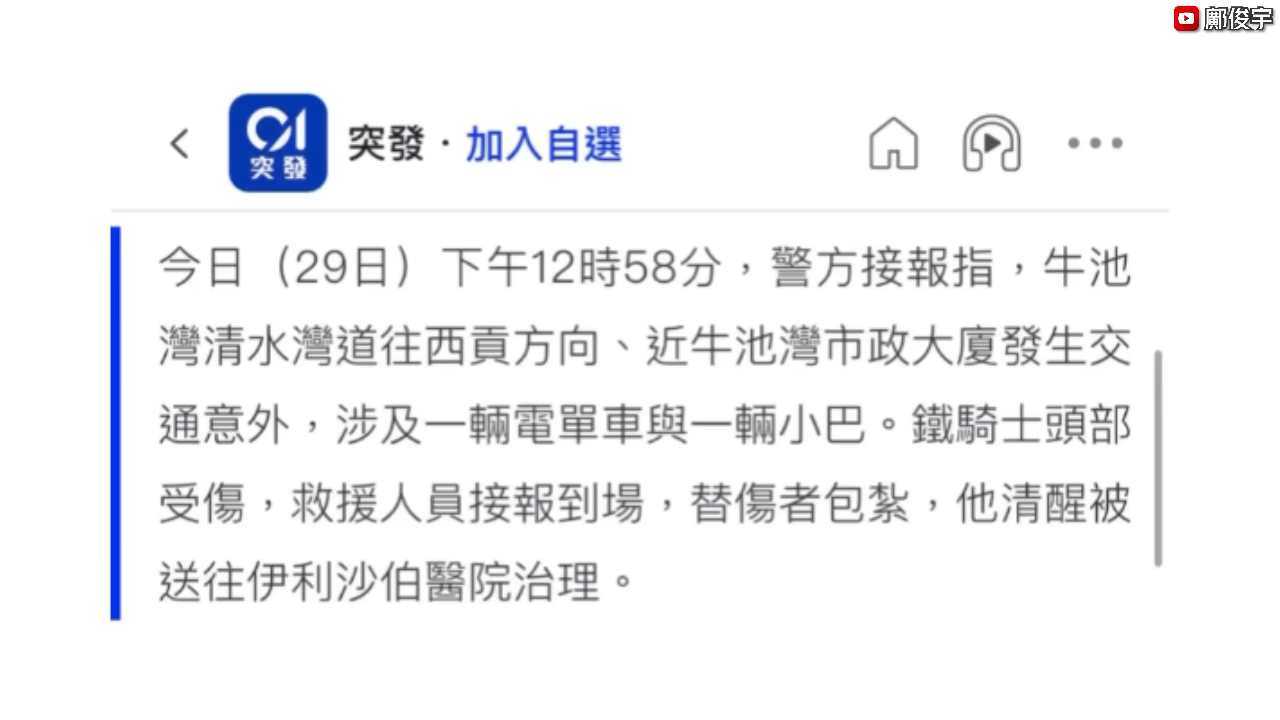 鄺俊宇
01
突發
突發·加入自選
今日（29日）下午12時58分，警方接報指，牛池
灣清水灣道往西貢方向、近牛池灣市政大廈發生交
通意外，涉及一輛電單車與一輛小巴。鐵騎士頭部
受傷，救援人員接報到場，替傷者包紮，他清醒被
送往伊利沙伯醫院治理。